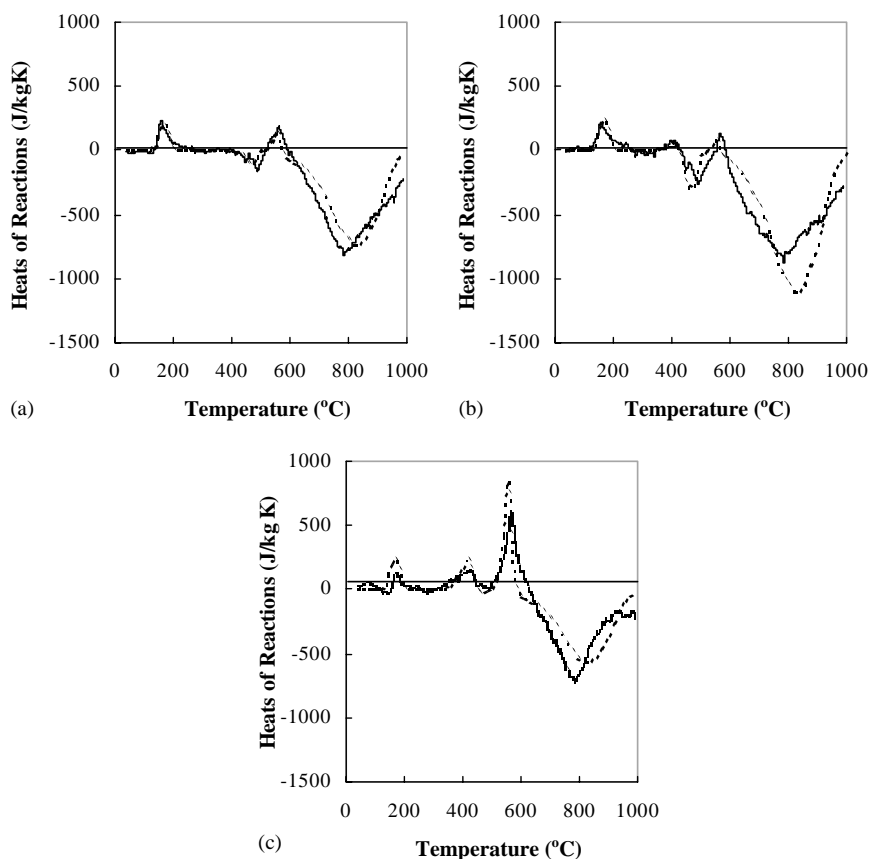 1000
500
0
-500
-1000
-1500
Heats of Reactions (J/kgK)
0 200 400 600 800 1000
(a)
Temperature (°C)
1000
500
0
-500
-1000
-1500
Heats of Reactions (J/kgK)
0 200 400 600 800 1000
(b)
Temperature (°C)
1000
500
0
-500
-1000
-1500
Heats of Reactions (J/kg K)
0 200 400 600 800 1000
(c)
Temperature (°C)